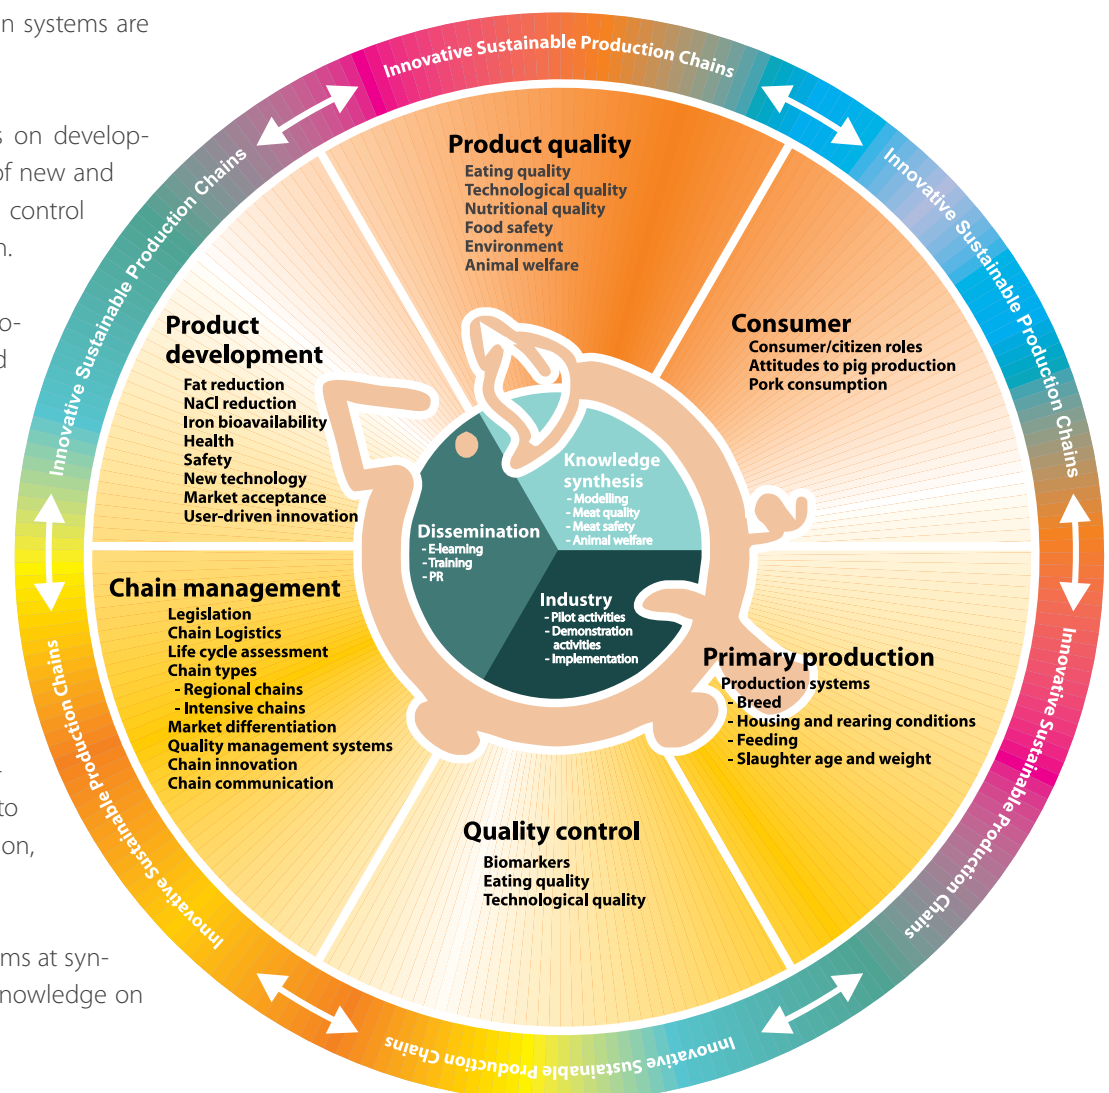 n systems are
s on develop-
of new and
control
n.
o-
d
to
on,
ms at syn-
nowledge on
Innovative Sustainable Production Chains
Innovative Sustainable Production Chains
Innovative Sustainable Production Chains
Innovative Sustainable Production Chains
Innovative Sustainable Production Chains
Innovative Sustainable Production Chains
Product quality
Eating quality
Technological quality
Nutritional quality
Food safety
Environment
Animal welfare
Consumer
Consumer/citizen roles
Attitudes to pig production
Pork consumption
Product
development
Fat reduction
NaCl reduction
Iron bioavailability
Health
Safety
New technology
Market acceptance
User-driven innovation
Knowledge
synthesis
- Modelling
- Meat quality
- Meat safety
- Animal welfare
Dissemination
- E-learning
- Training
- PR
Industry
- Pilot activities
- Demonstration
activities
- Implementation
Chain management
Legislation
Chain Logistics
Life cycle assessment
Chain types
- Regional chains
- Intensive chains
Market differentiation
Quality management systems
Chain innovation
Chain communication
Primary production
Production systems
- Breed
- Housing and rearing conditions
- Feeding
- Slaughter age and weight
Quality control
Biomarkers
Eating quality
Technological quality